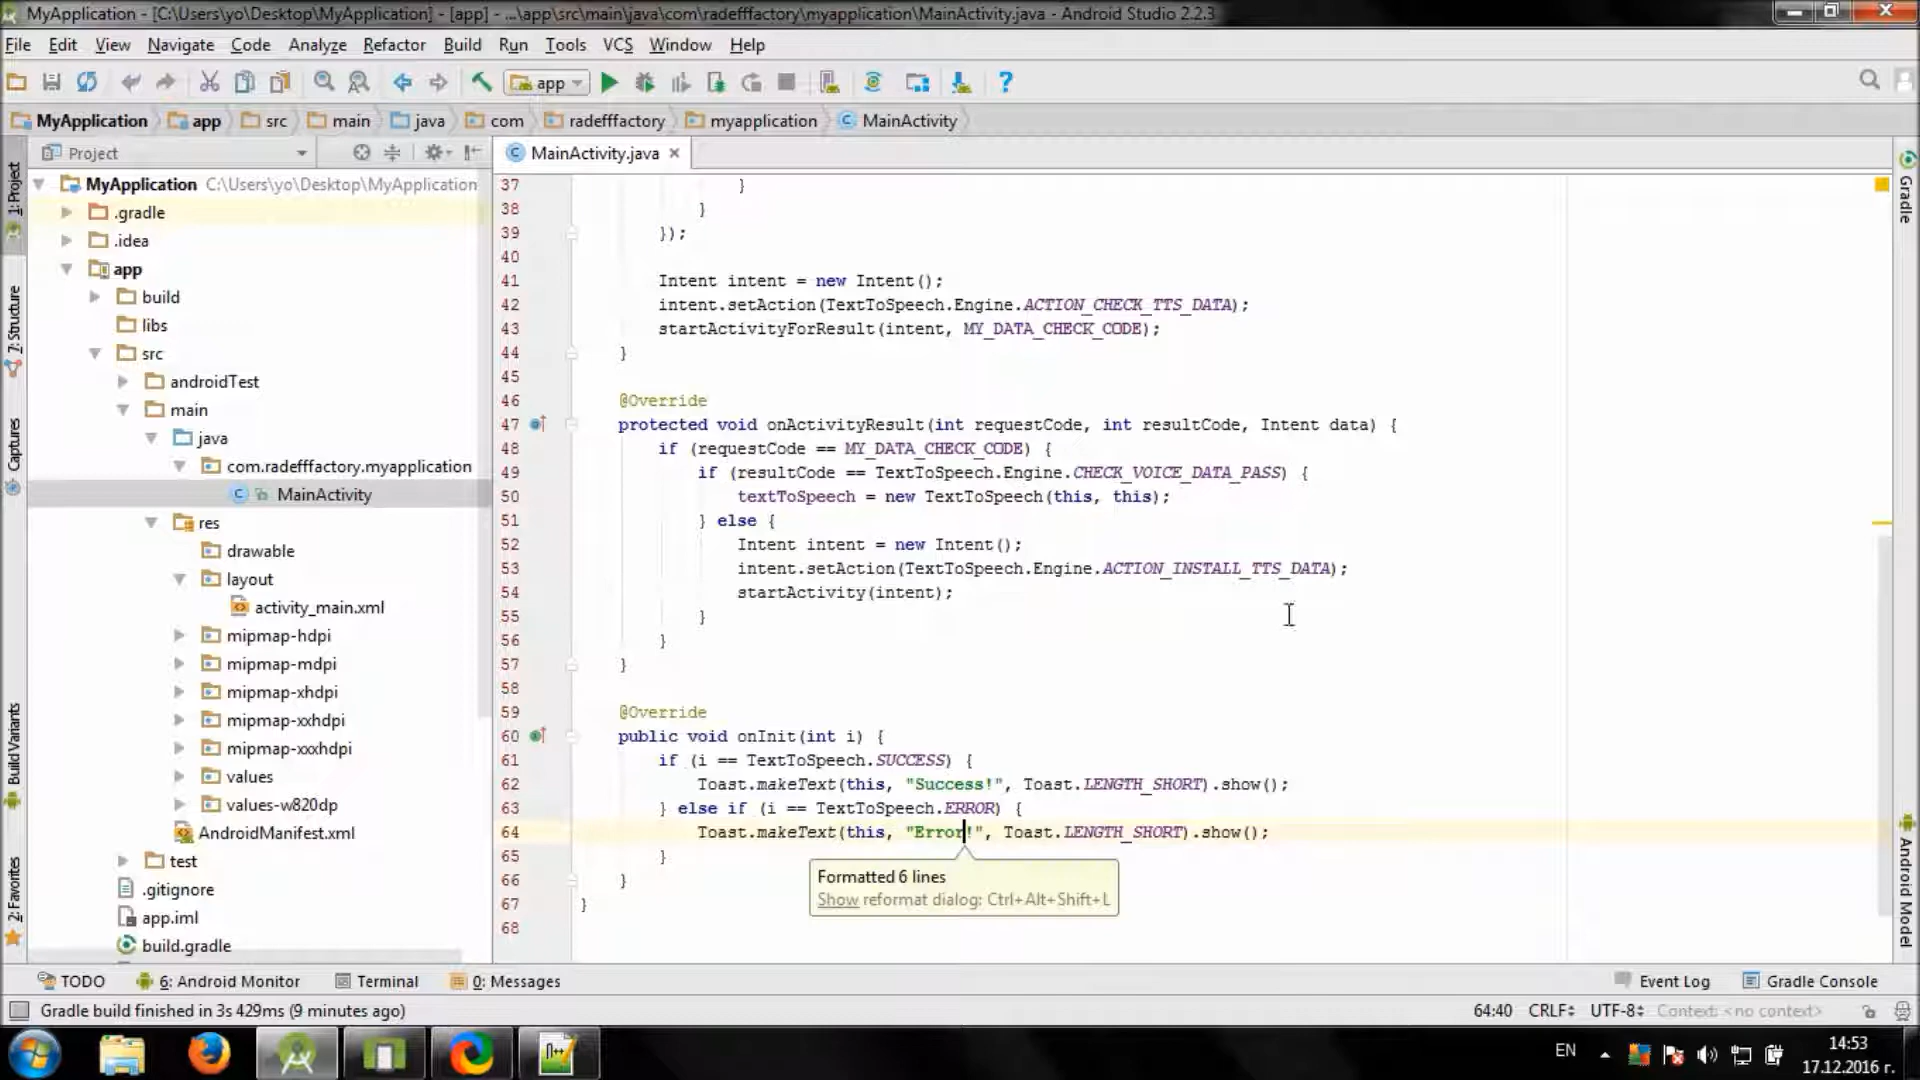 MyApplication - [C:\Users\yo\Desktop\MyApplication] - [app] - ...\app\src\main\java\com\radefffactory\myapplication\MainActivity.java - Android Studio 2.2.3
File Edit View Navigate Code Analyze Refactor Build Run Tools VCS Window Help
app
MyApplication app src main java com radefffactory myapplication MainActivity
Project
MainActivity.java
1: Project
7: Structure
Captures
Build Variants
2: Favorites
MyApplication C:\Users\yo\Desktop\MyApplication
.gradle
.idea
app
build
libs
src
androidTest
main
java
com.radefffactory.myapplication
MainActivity
res
drawable
layout
activity_main.xml
mipmap-hdpi
mipmap-mdpi
mipmap-xhdpi
mipmap-xxhdpi
mipmap-xxxhdpi
values
values-w820dp
AndroidManifest.xml
test
.gitignore
app.iml
build.gradle
37 }
38 }
39 });
40
41 Intent intent = new Intent();
42 intent.setAction(TextToSpeech.Engine.ACTION_CHECK_TTS_DATA);
43 startActivityForResult(intent, MY_DATA_CHECK_CODE);
44 }
45
46 @Override
47 protected void onActivityResult(int requestCode, int resultCode, Intent data) {
48 if (requestCode == MY_DATA_CHECK_CODE) {
49 if (resultCode == TextToSpeech.Engine.CHECK_VOICE_DATA_PASS) {
50 textToSpeech = new TextToSpeech(this, this);
51 } else {
52 Intent intent = new Intent();
53 intent.setAction(TextToSpeech.Engine.ACTION_INSTALL_TTS_DATA);
54 startActivity(intent);
55 }
56 }
57 }
58
59 @Override
60 public void onInit(int i) {
61 if (i == TextToSpeech.SUCCESS) {
62 Toast.makeText(this, "Success!", Toast.LENGTH_SHORT).show();
63 } else if (i == TextToSpeech.ERROR) {
64 Toast.makeText(this, "Error!", Toast.LENGTH_SHORT).show();
65 }
66 }
67 }
68
Formatted 6 lines
Show reformat dialog: Ctrl+Alt+Shift+L
Gradle
Android Model
TODO 6: Android Monitor Terminal 0: Messages Event Log Gradle Console
Gradle build finished in 3s 429ms (9 minutes ago) 64:40 CRLF UTF-8 Context: <no context>
EN
14:53
17.12.2016 г.